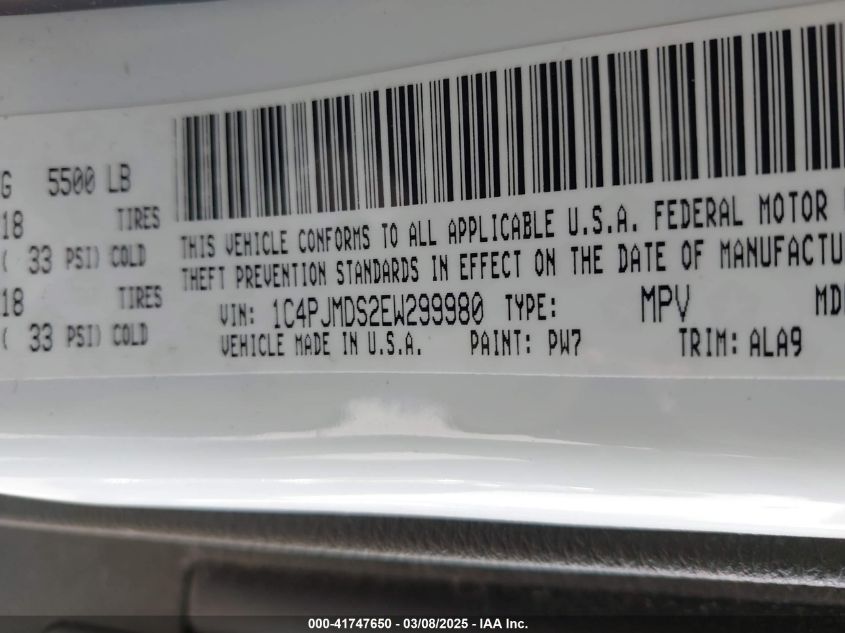 G 5500 LB
18 TIRES
( 33 PSI) COLD
18 TIRES
( 33 PSI) COLD
THIS VEHICLE CONFORMS TO ALL APPLICABLE U.S.A. FEDERAL MOTOR
THEFT PREVENTION STANDARDS IN EFFECT ON THE DATE OF MANUFACTU
VIN: 1C4PJMDS2EW299980 TYPE: MPV MD
VEHICLE MADE IN U.S.A. PAINT: PW7 TRIM: ALA9
000-41747650 - 03/08/2025 - IAA Inc.